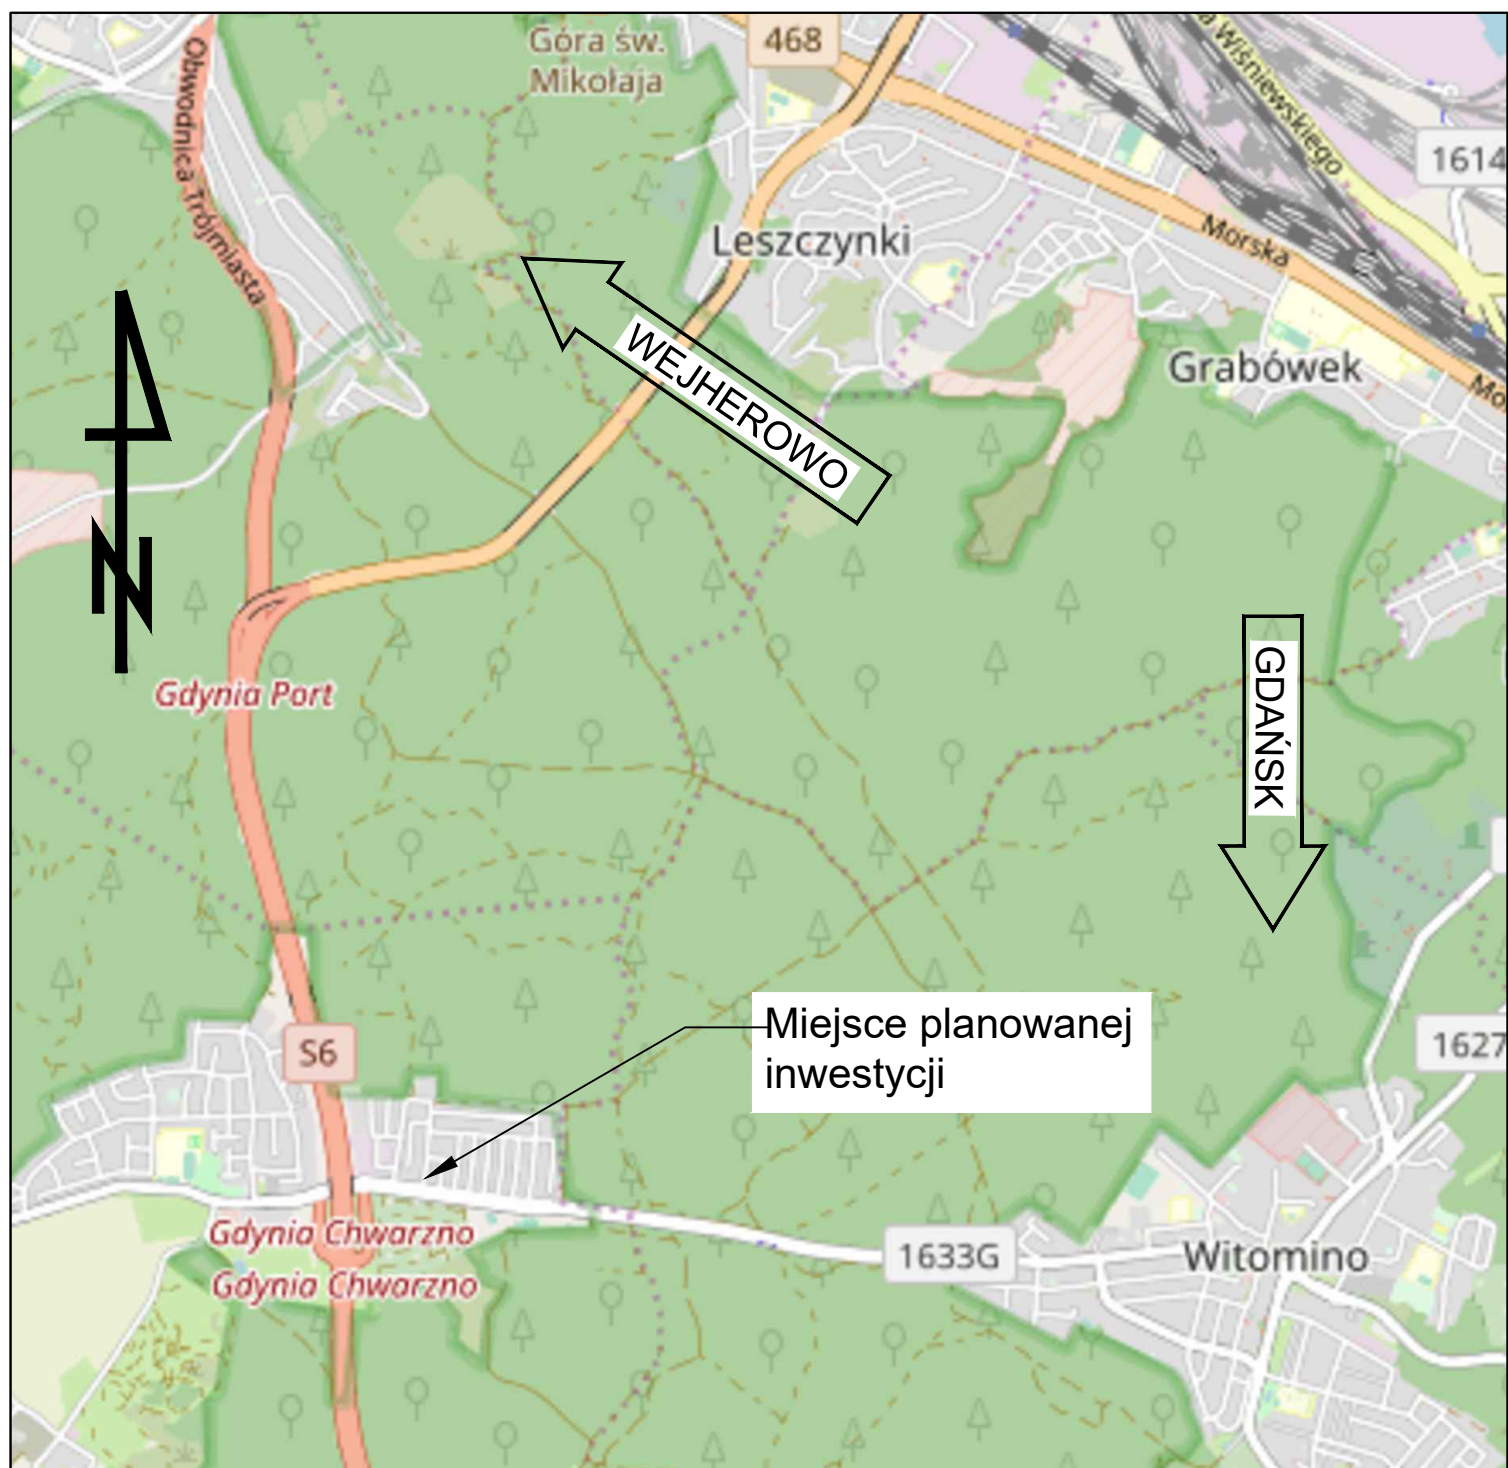 Góra św.
Mikołaja
468
Obwodnica Trójmiasta
Wiśniewskiego
1614
Leszczynki
Morska
WEJHEROWO
Grabówek
Mo
N
GDAŃSK
Gdynia Port
Miejsce planowanej
inwestycji
S6
1627
Gdynia Chwarzno
Gdynia Chwarzno
1633G
Witomino